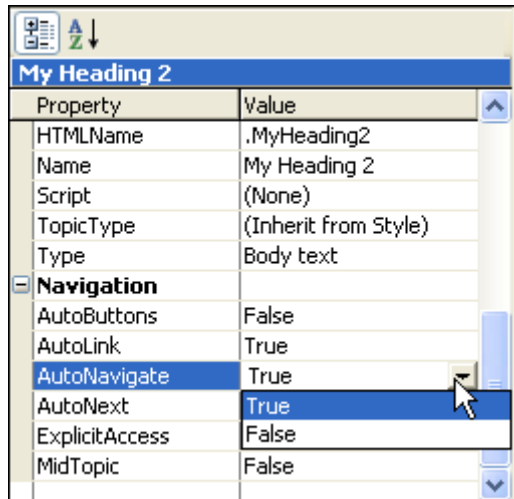 A Z
My Heading 2
Property Value
HTMLName .MyHeading2
Name My Heading 2
Script (None)
TopicType (Inherit from Style)
Type Body text
Navigation
AutoButtons False
AutoLink True
AutoNavigate True
AutoNext True
ExplicitAccess False
MidTopic False